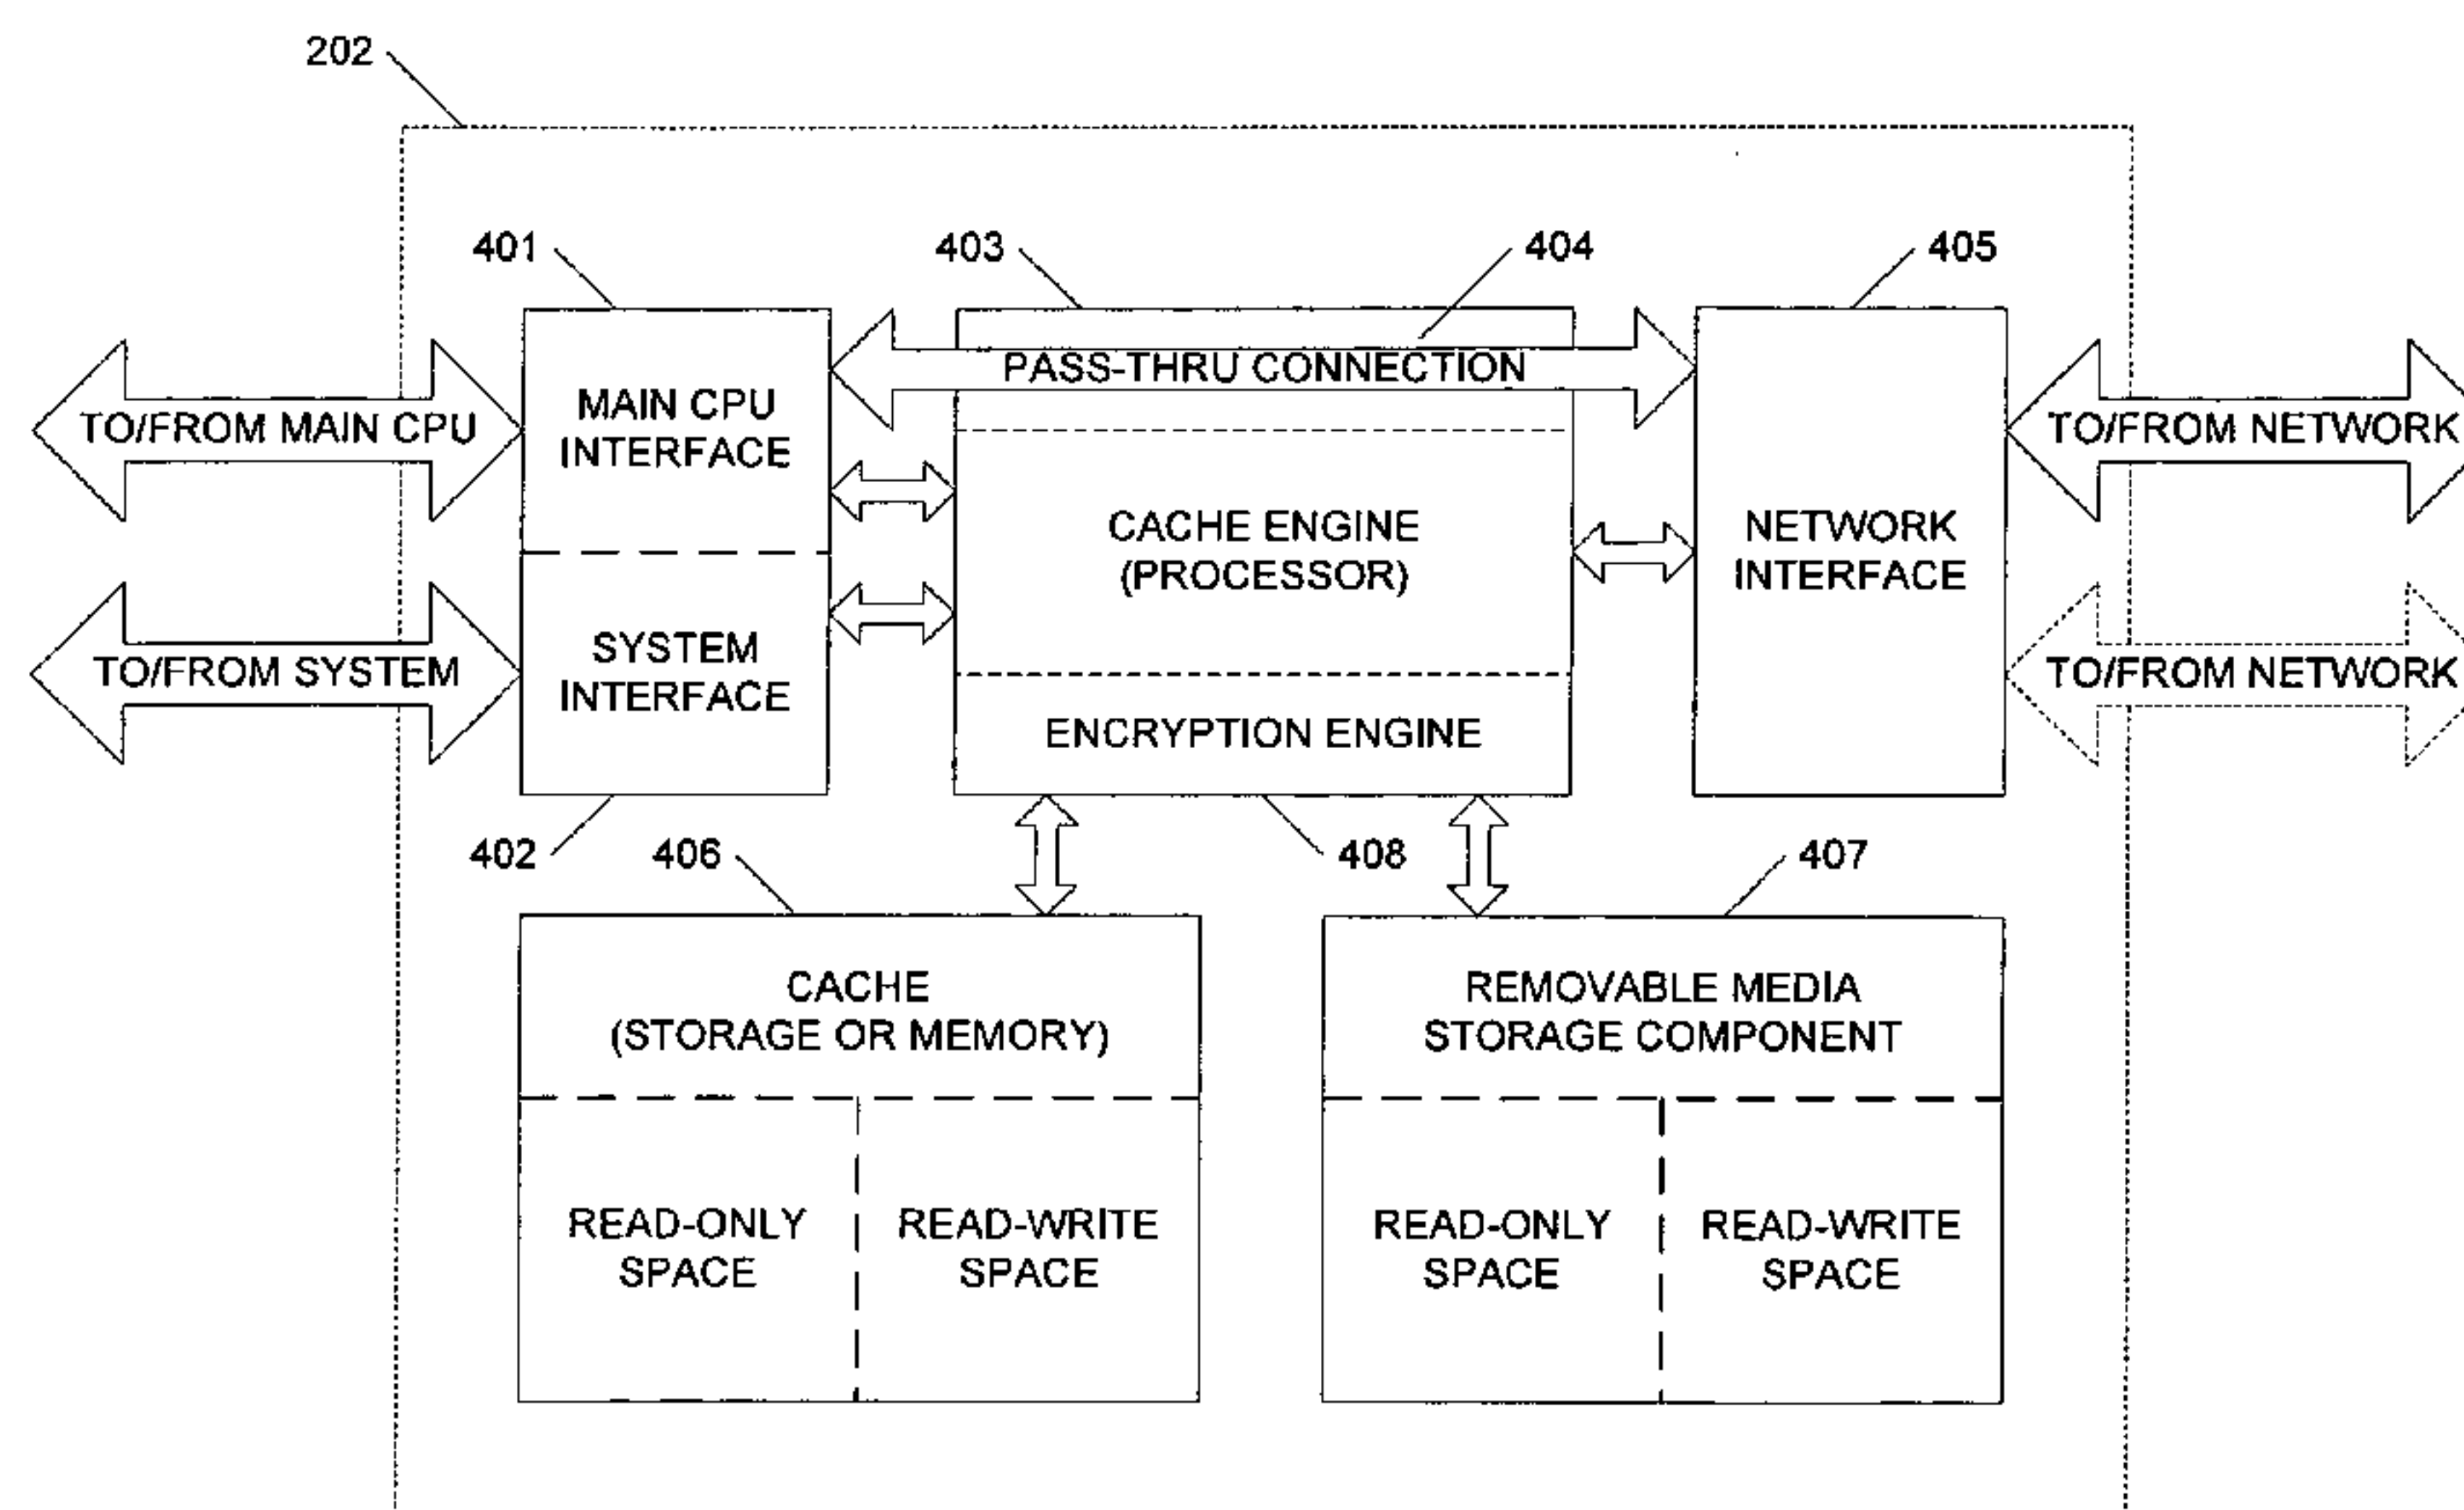 202
401
403
404
405
PASS-THRU CONNECTION
TO/FROM MAIN CPU
MAIN CPU
INTERFACE
TO/FROM NETWORK
CACHE ENGINE
(PROCESSOR)
NETWORK
INTERFACE
TO/FROM SYSTEM
SYSTEM
INTERFACE
TO/FROM NETWORK
ENCRYPTION ENGINE
402
406
408
407
CACHE
(STORAGE OR MEMORY)
REMOVABLE MEDIA
STORAGE COMPONENT
READ-ONLY
SPACE
READ-WRITE
SPACE
READ-ONLY
SPACE
READ-WRITE
SPACE